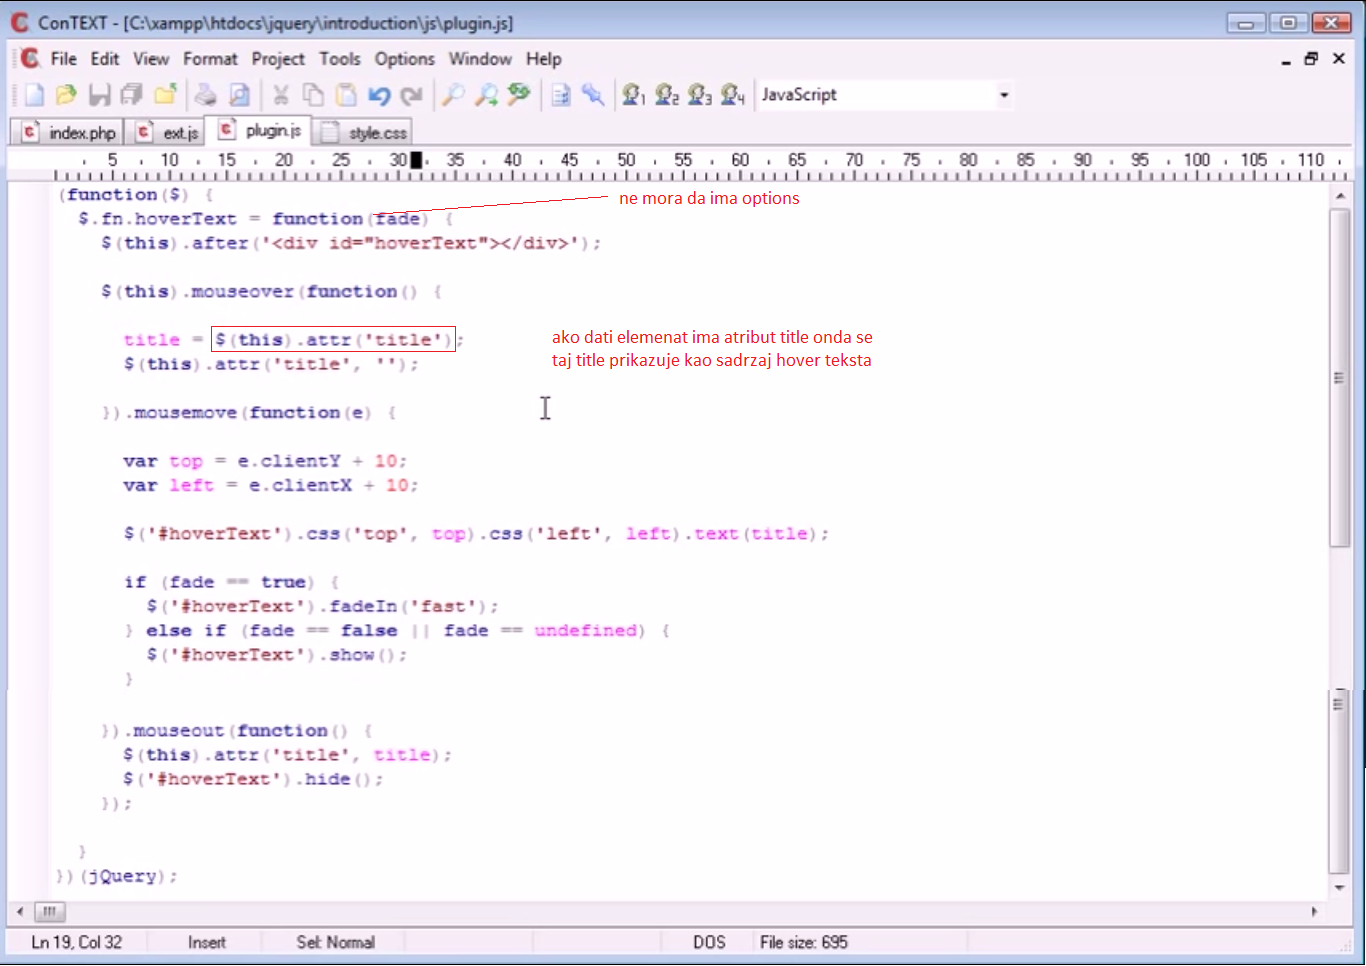 ConTEXT - [C:\xampp\htdocs\jquery\introduction\js\plugin.js]
File Edit View Format Project Tools Options Window Help
1 2 3 4 JavaScript
index.php ext.js plugin.js style.css
5 10 15 20 25 30 35 40 45 50 55 60 65 70 75 80 85 90 95 100 105 110
(function($) {
ne mora da ima options
$.fn.hoverText = function(fade) {
$(this).after('<div id="hoverText"></div>');
$(this).mouseover(function() {
title = $(this).attr('title');
ako dati elemenat ima atribut title onda se
taj title prikazuje kao sadrzaj hover teksta
$(this).attr('title', '');
}).mousemove(function(e) {
var top = e.clientY + 10;
var left = e.clientX + 10;
$('#hoverText').css('top', top).css('left', left).text(title);
if (fade == true) {
$('#hoverText').fadeIn('fast');
} else if (fade == false || fade == undefined) {
$('#hoverText').show();
}
}).mouseout(function() {
$(this).attr('title', title);
$('#hoverText').hide();
});
}
})(jQuery);
Ln 19, Col 32 Insert Sel: Normal DOS File size: 695